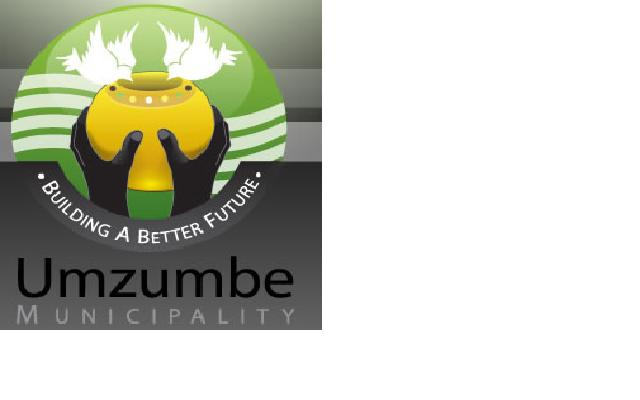 • Building A Better Future •
Umzumbe
MUNICIPALITY